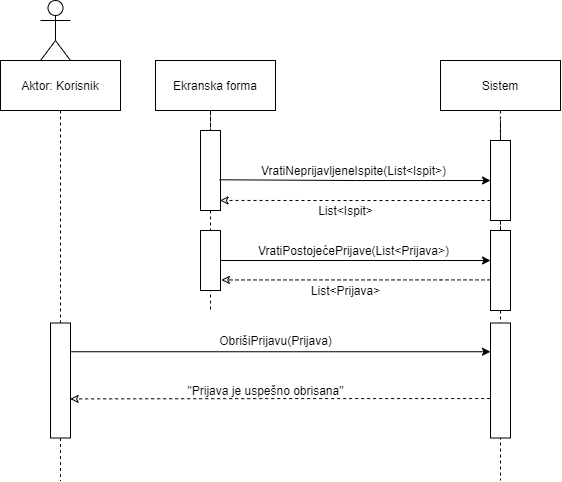 Aktor: Korisnik
Ekranska forma
Sistem
VratiNeprijavljeneIspite(List<Ispit>)
List<Ispit>
VratiPostojećePrijave(List<Prijava>)
List<Prijava>
ObrišiPrijavu(Prijava)
"Prijava je uspešno obrisana"